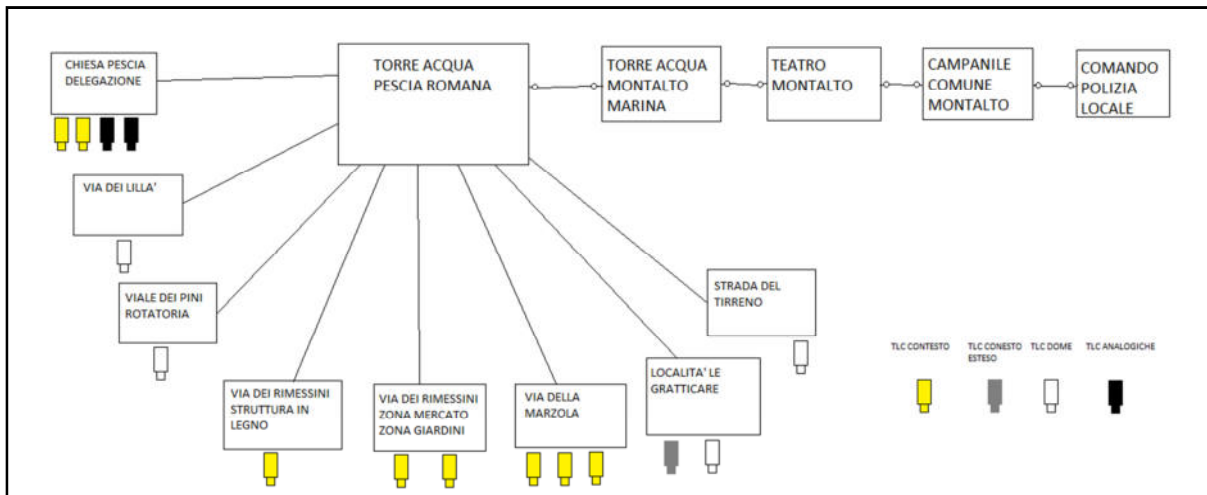 CHIESA PESCIA
DELEGAZIONE
TORRE ACQUA
PESCIA ROMANA
TORRE ACQUA
MONTALTO
MARINA
TEATRO
MONTALTO
CAMPANILE
COMUNE
MONTALTO
COMANDO
POLIZIA
LOCALE
VIA DEI LILLA'
VIALE DEI PINI
ROTATORIA
VIA DEI RIMESSINI
STRUTTURA IN
LEGNO
VIA DEI RIMESSINI
ZONA MERCATO
ZONA GIARDINI
VIA DELLA
MARZOLA
LOCALITA' LE
GRATTICARE
STRADA DEL
TIRRENO
TLC CONTESTO
TLC CONESTO
ESTESO
TLC DOME
TLC ANALOGICHE